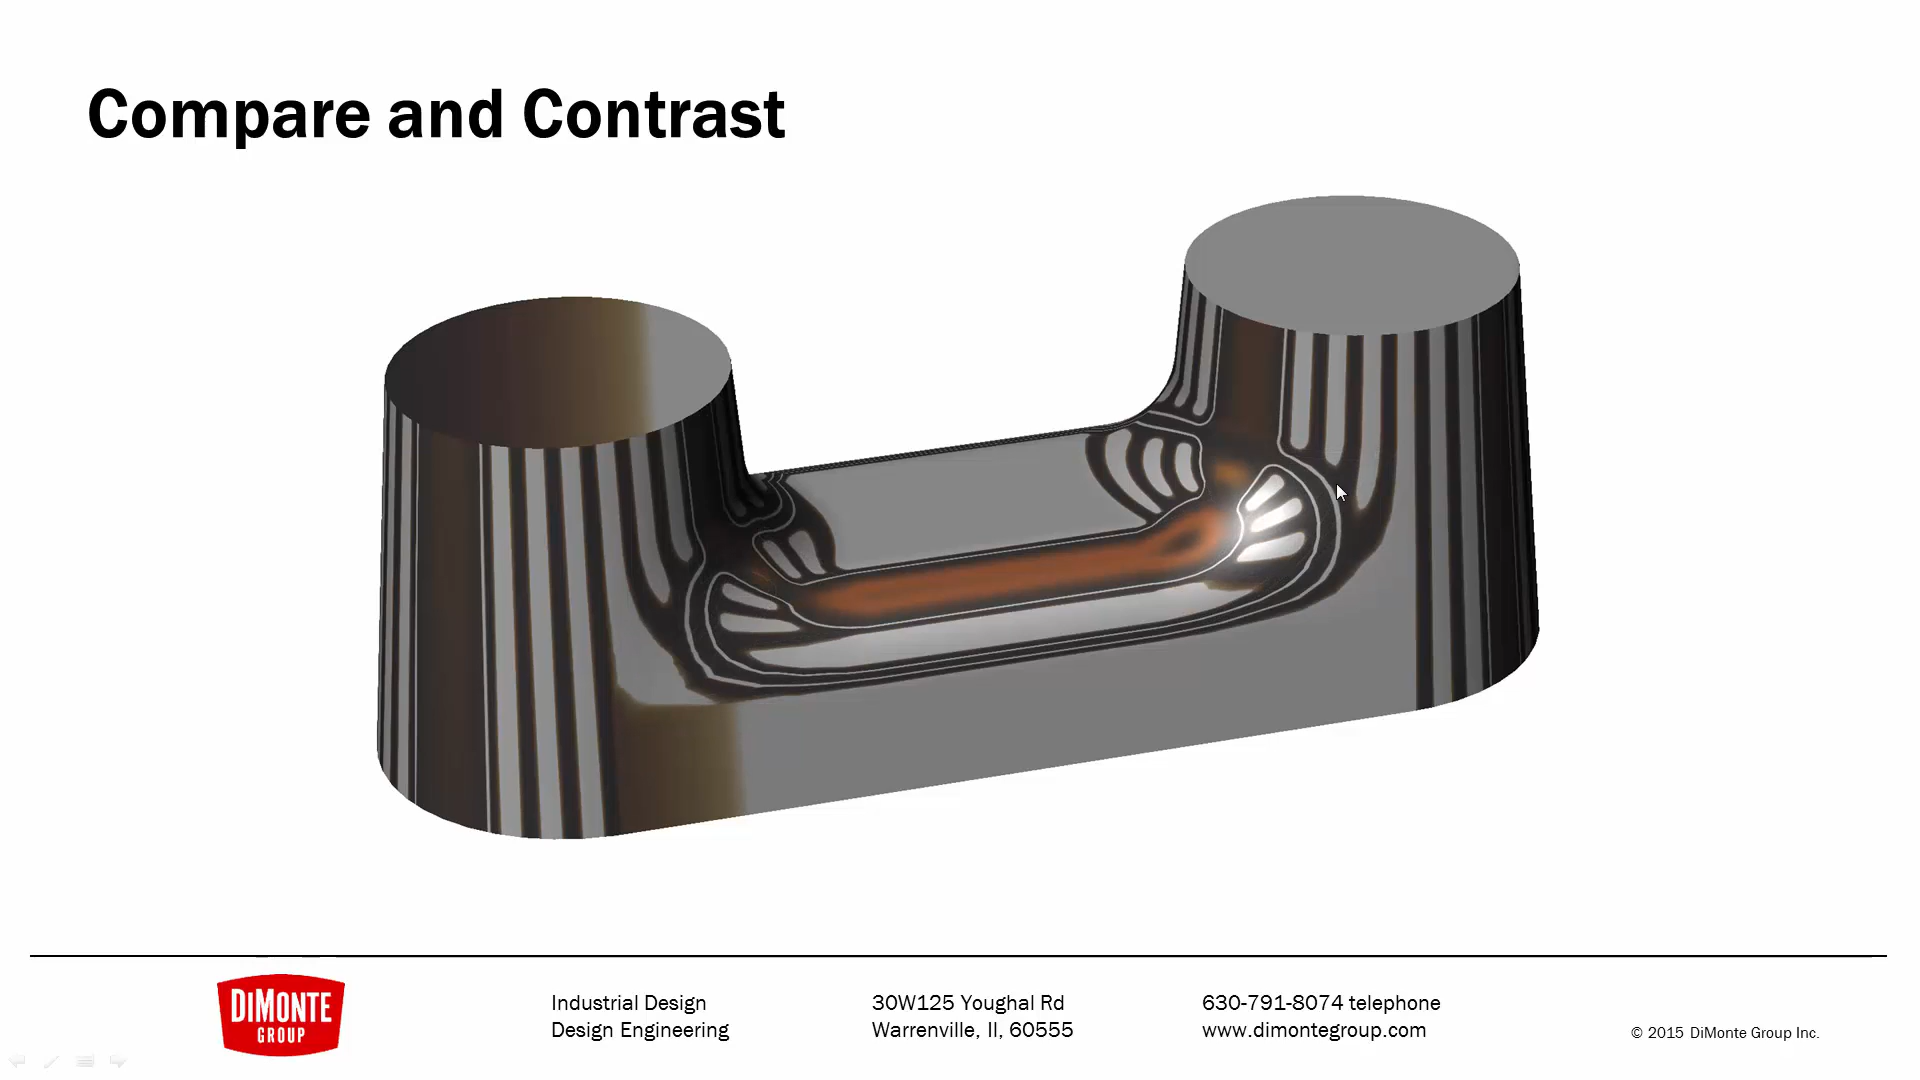 Compare and Contrast
DIMONTE
GROUP
Industrial Design
Design Engineering
30W125 Youghal Rd
Warrenville, Il, 60555
630-791-8074 telephone
www.dimontegroup.com
© 2015 DiMonte Group Inc.